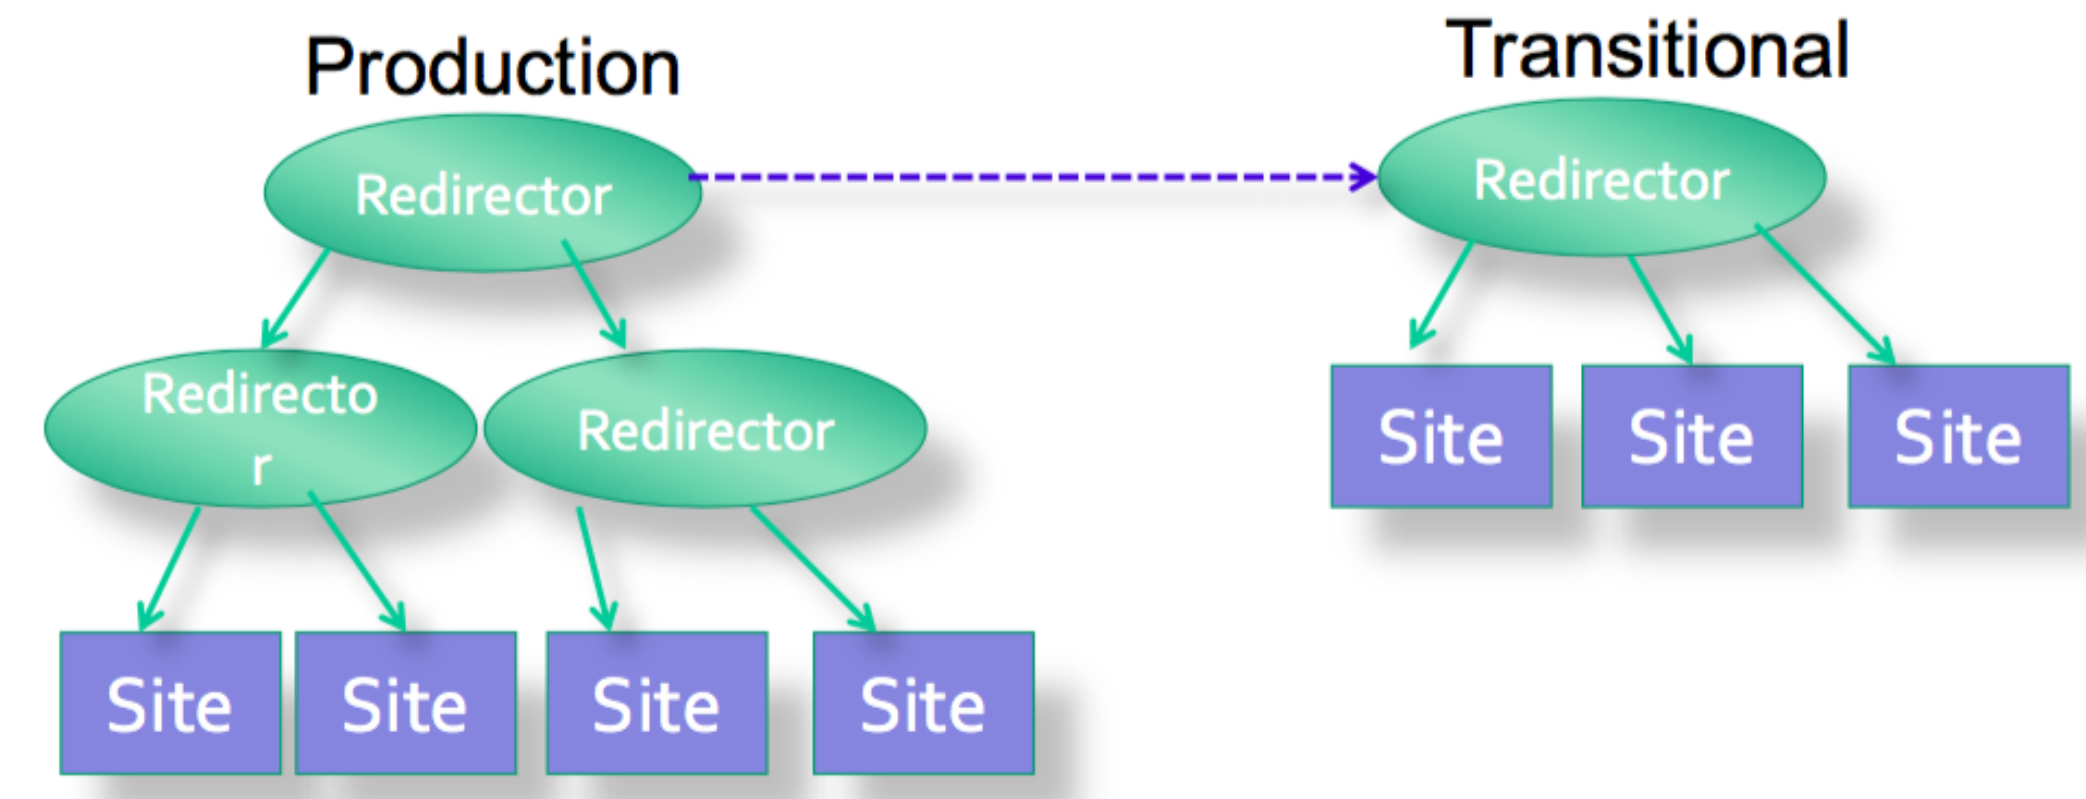 Production
Transitional
Redirector
Redirector
Redirecto
r
Redirector
Site
Site
Site
Site
Site
Site
Site